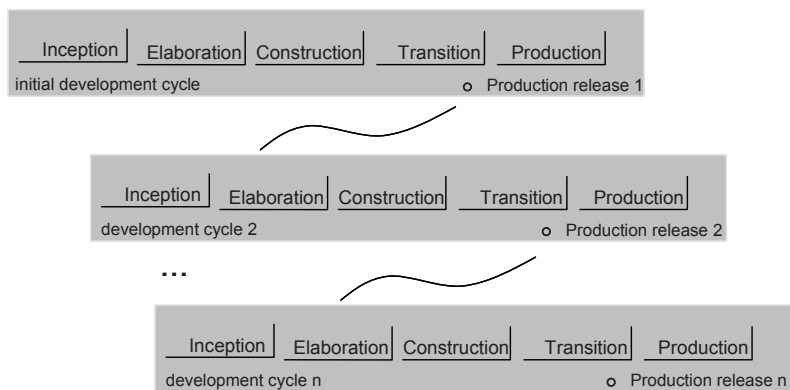 Inception Elaboration Construction Transition Production
initial development cycle Production release 1
Inception Elaboration Construction Transition Production
development cycle 2 Production release 2
...
Inception Elaboration Construction Transition Production
development cycle n Production release n